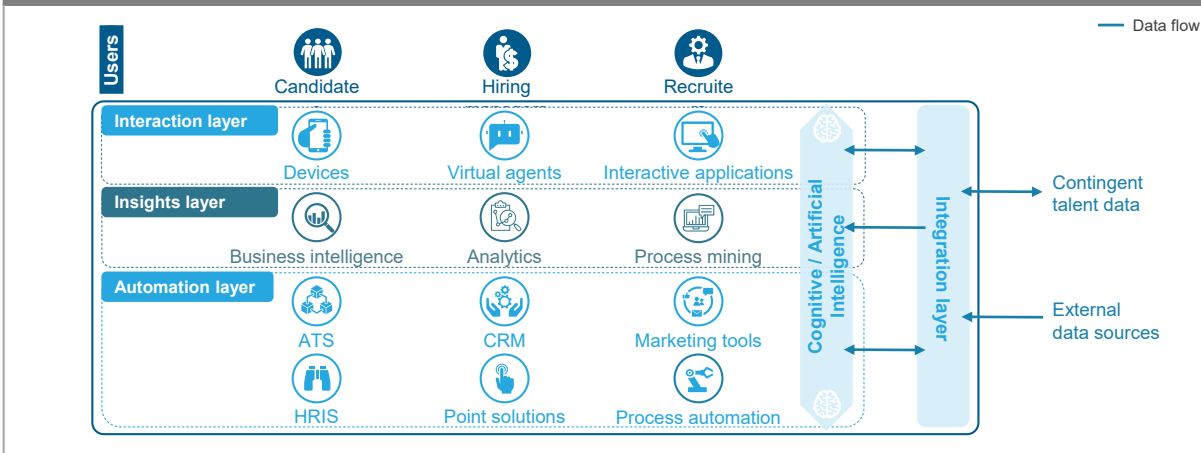 Data flow
Users
Candidate
Hiring
Recruite
Interaction layer
Devices
Virtual agents
Interactive applications
Insights layer
Business intelligence
Analytics
Process mining
Automation layer
ATS
CRM
Marketing tools
HRIS
Point solutions
Process automation
Cognitive / Artificial
Intelligence
Integration layer
Contingent
talent data
External
data sources